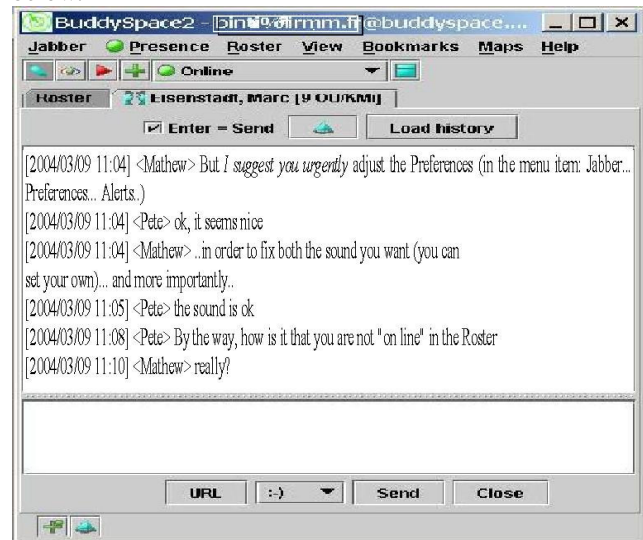 BuddySpace2 - @buddyspace....
Jabber Presence Roster View Bookmarks Maps Help
Online
Roster Eisenstadt, Marc [9 OU/KMi]
Enter = Send Load history
[2004/03/09 11:04] <Mathew> But I suggest you urgently adjust the Preferences (in the menu item: Jabber...
Preferences... Alerts..)
[2004/03/09 11:04] <Pete> ok, it seems nice
[2004/03/09 11:04] <Mathew> ..in order to fix both the sound you want (you can
set your own)... and more importantly..
[2004/03/09 11:05] <Pete> the sound is ok
[2004/03/09 11:08] <Pete> By the way, how is it that you are not "on line" in the Roster
[2004/03/09 11:10] <Mathew> really?
URL :-) Send Close